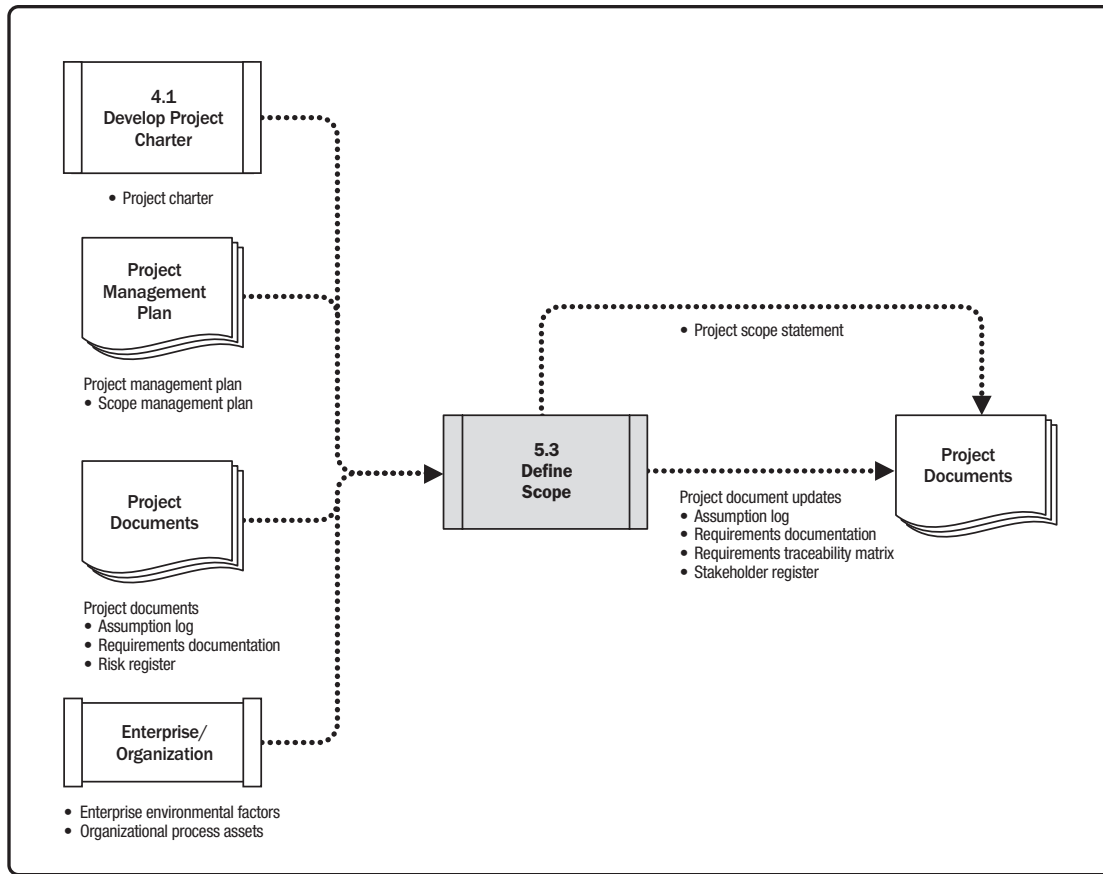 4.1
Develop Project
Charter
• Project charter
Project
Management
Plan
Project management plan
• Scope management plan
Project
Documents
Project documents
• Assumption log
• Requirements documentation
• Risk register
Enterprise/
Organization
• Enterprise environmental factors
• Organizational process assets
5.3
Define
Scope
• Project scope statement
Project document updates
• Assumption log
• Requirements documentation
• Requirements traceability matrix
• Stakeholder register
Project
Documents